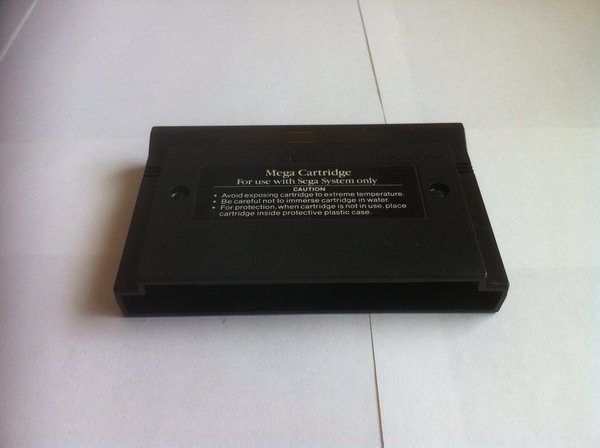 Mega Cartridge
For use with Sega System only
CAUTION
• Avoid exposing cartridge to extreme temperature.
• Be careful not to immerse cartridge in water.
• For protection, when cartridge is not in use, place
cartridge inside protective plastic case.